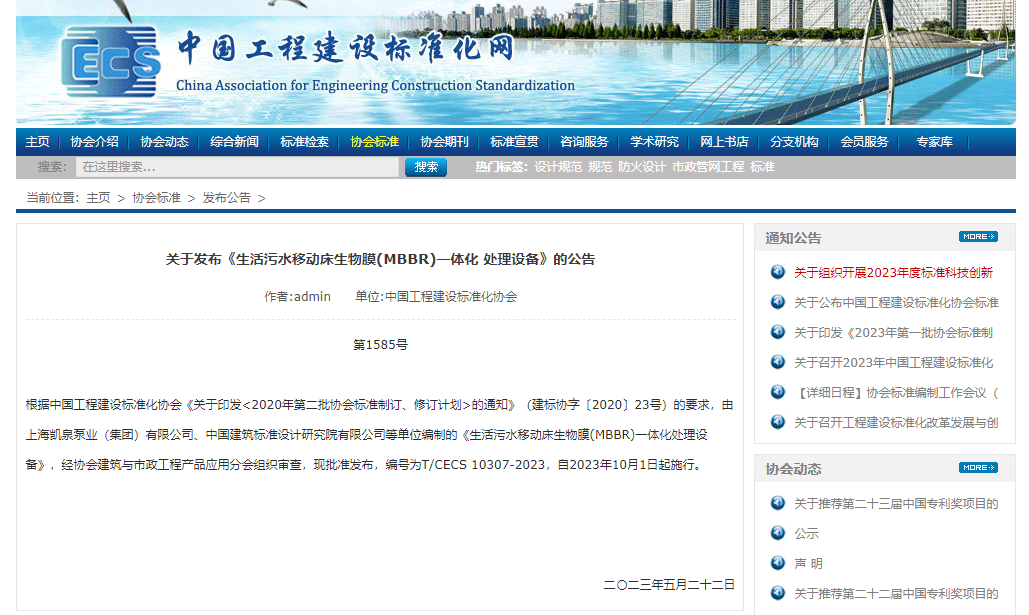 ECS
中国工程建设标准化网
China Association for Engineering Construction Standardization
主页 协会介绍 协会动态 综合新闻 标准检索 协会标准 协会期刊 标准宣贯 咨询服务 学术研究 网上书店 分支机构 会员服务 专家库
搜索: 在这里搜索... 搜索 热门标签: 设计规范 规范 防火设计 市政管网工程 标准
当前位置: 主页 > 协会标准 > 发布公告 >
关于发布《生活污水移动床生物膜(MBBR)一体化 处理设备》的公告
作者:admin 单位:中国工程建设标准化协会
第1585号
根据中国工程建设标准化协会《关于印发<2020年第二批协会标准制订、修订计划>的通知》（建标协字〔2020〕23号）的要求，由
上海凯泉泵业（集团）有限公司、中国建筑标准设计研究院有限公司等单位编制的《生活污水移动床生物膜(MBBR)一体化处理设
备》，经协会建筑与市政工程产品应用分会组织审查，现批准发布，编号为T/CECS 10307-2023，自2023年10月1日起施行。
二〇二三年五月二十二日
通知公告 MORE
关于组织开展2023年度标准科技创新
关于公布中国工程建设标准化协会标准
关于印发《2023年第一批协会标准制
关于召开2023年中国工程建设标准化
【详细日程】协会标准编制工作会议（
关于召开工程建设标准化改革发展与创
协会动态 MORE
关于推荐第二十三届中国专利奖项目的
公示
声 明
关于推荐第二十二届中国专利奖项目的